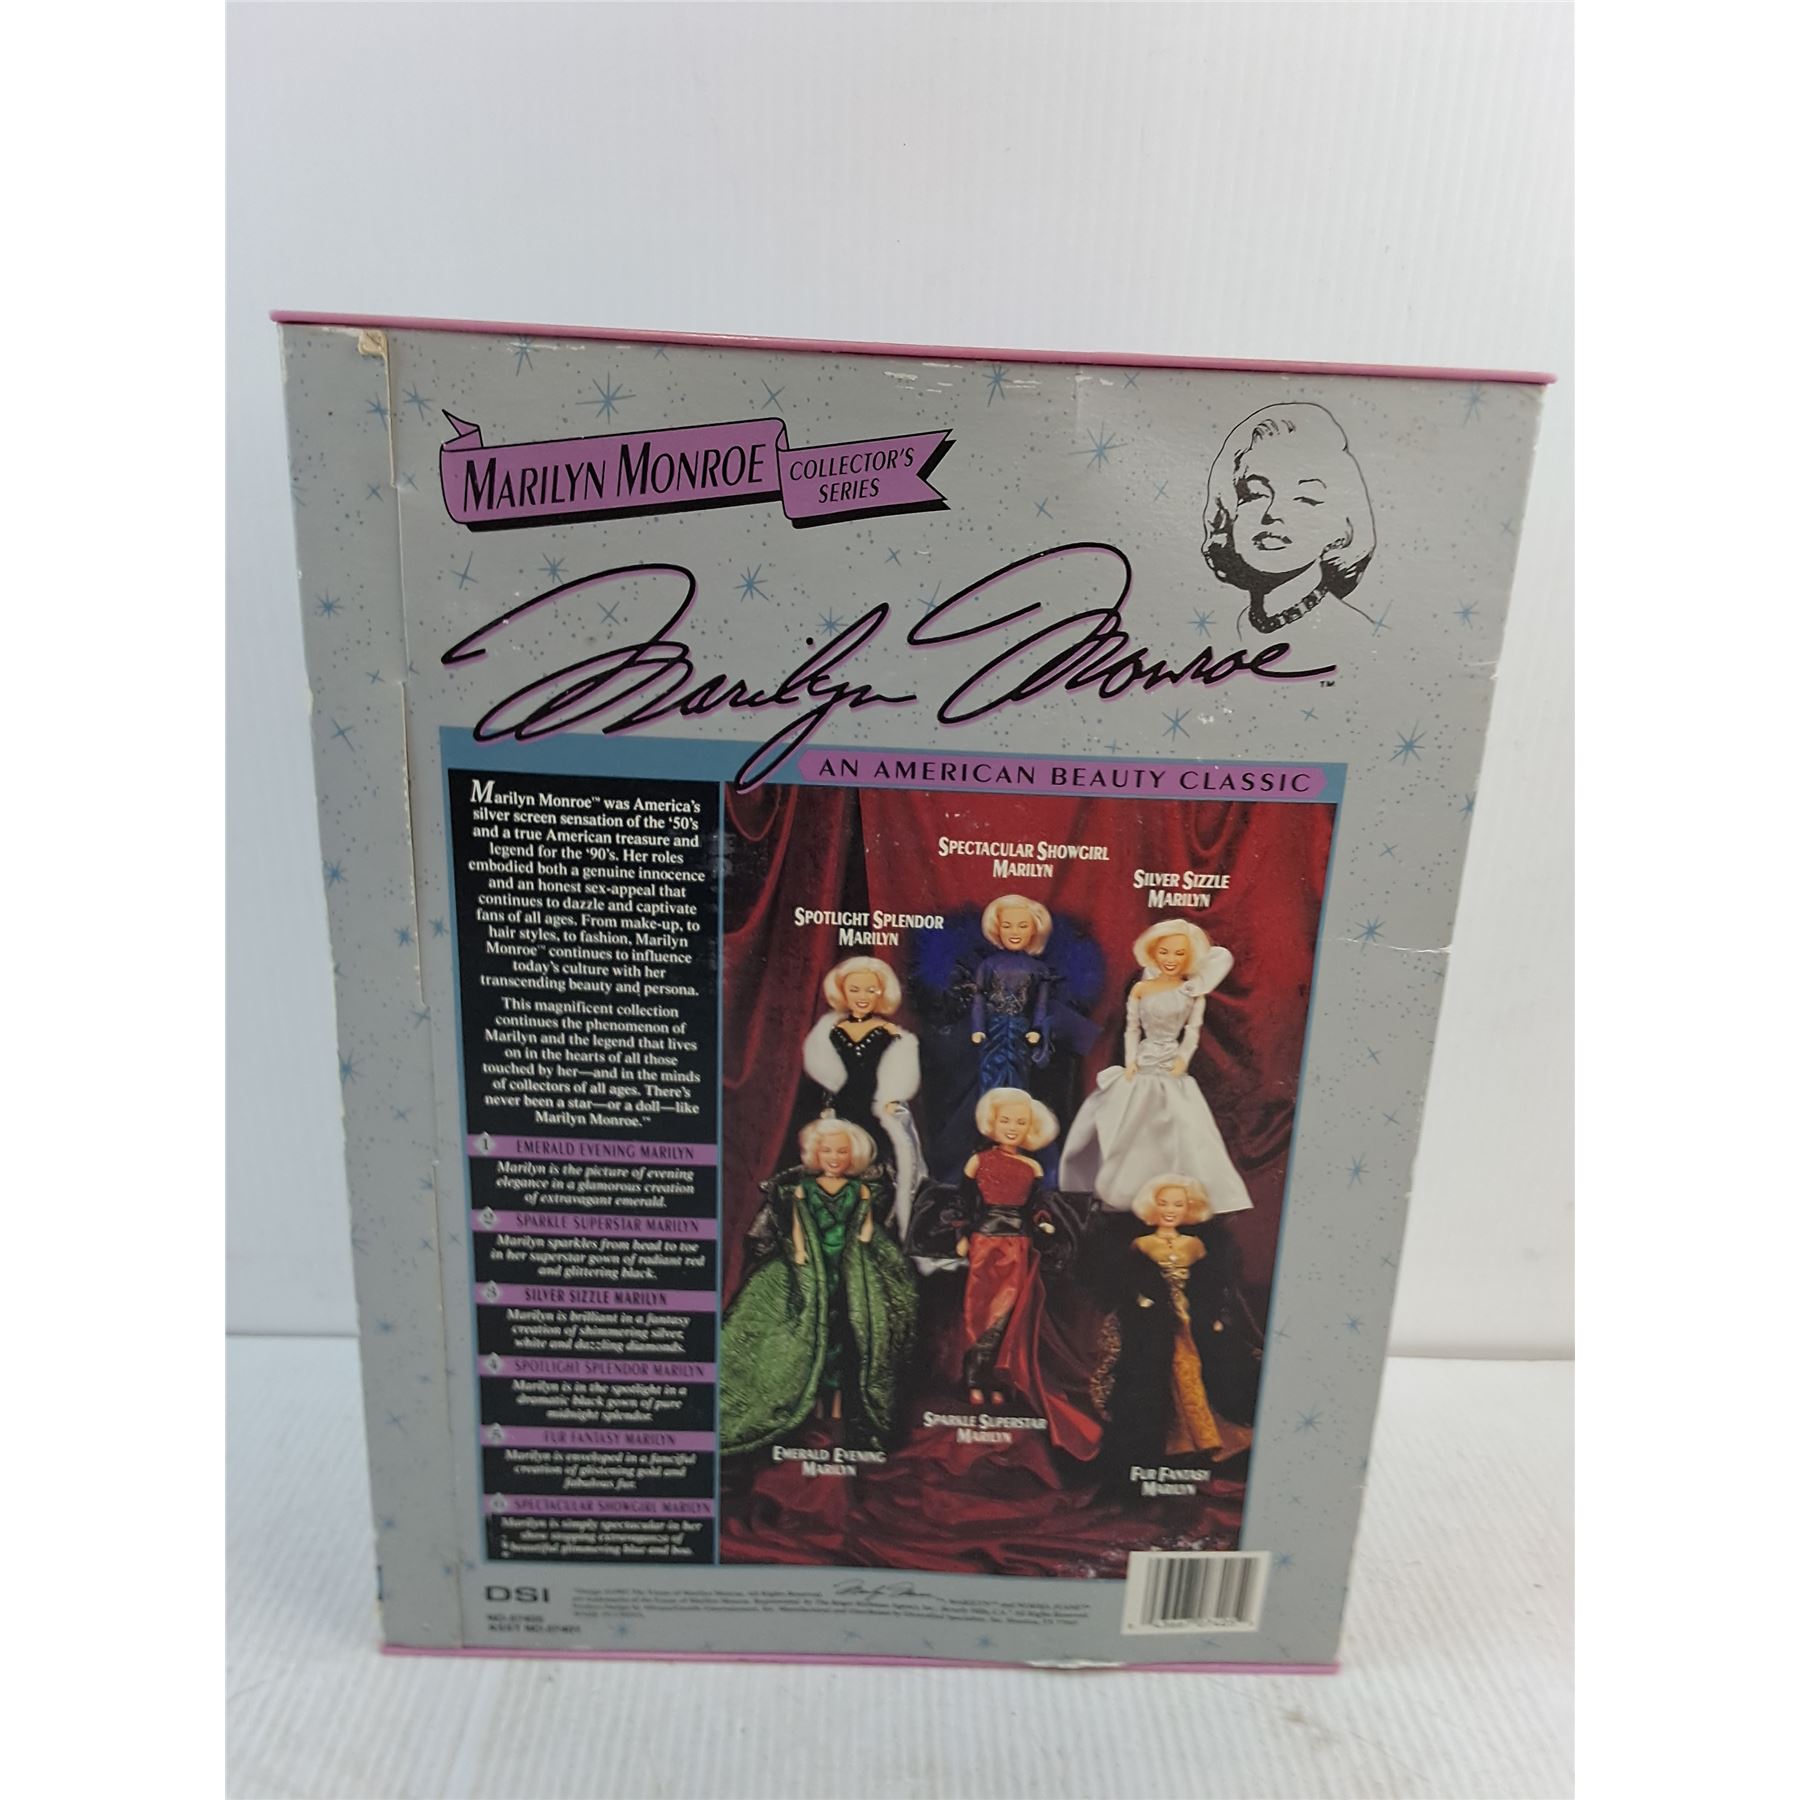 MARILYN MONROE
COLLECTOR'S
SERIES
Marilyn Monroe™
AN AMERICAN BEAUTY CLASSIC
Marilyn Monroe™ was America's
silver screen sensation of the '50's
and a true American treasure and
legend for the '90's. Her roles
embodied both a genuine innocence
and an honest sex-appeal that
continues to dazzle and captivate
fans of all ages. From make-up, to
hair styles, to fashion, Marilyn
Monroe™ continues to influence
today's culture with her
transcending beauty and persona.
This magnificent collection
continues the phenomenon of
Marilyn and the legend that lives
on in the hearts of all those
touched by her—and in the minds
of collectors of all ages. There's
never been a star—or a doll—like
Marilyn Monroe.™
1 EMERALD EVENING MARILYN
Marilyn is the picture of evening
elegance in a glamorous creation
of extravagant emerald.
2 SPARKLE SUPERSTAR MARILYN
Marilyn sparkles from head to toe
in her superstar gown of radiant red
and glittering black.
3 SILVER SIZZLE MARILYN
Marilyn is brilliant in a fantasy
creation of shimmering silver,
white and dazzling diamonds.
4 SPOTLIGHT SPLENDOR MARILYN
Marilyn is in the spotlight in a
dramatic black gown of pure
midnight splendor.
5 FUR FANTASY MARILYN
Marilyn is enveloped in a fanciful
creation of glistening gold and
fabulous fur.
6 SPECTACULAR SHOWGIRL MARILYN
Marilyn is simply spectacular in her
show stopping extravaganza of
beautiful glimmering blue and
SPECTACULAR SHOWGIRL
MARILYN
SILVER SIZZLE
MARILYN
SPOTLIGHT SPLENDOR
MARILYN
SPARKLE SUPERSTAR
MARILYN
EMERALD EVENING
MARILYN
FUR FANTASY
MARILYN
DSI
Marilyn Monroe